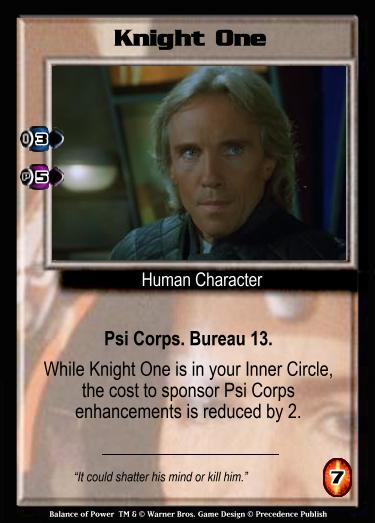 Knight One
3
5
Human Character
Psi Corps. Bureau 13.
While Knight One is in your Inner Circle,
the cost to sponsor Psi Corps
enhancements is reduced by 2.
“It could shatter his mind or kill him.”
7
Balance of Power TM & © Warner Bros. Game Design © Precedence Publish